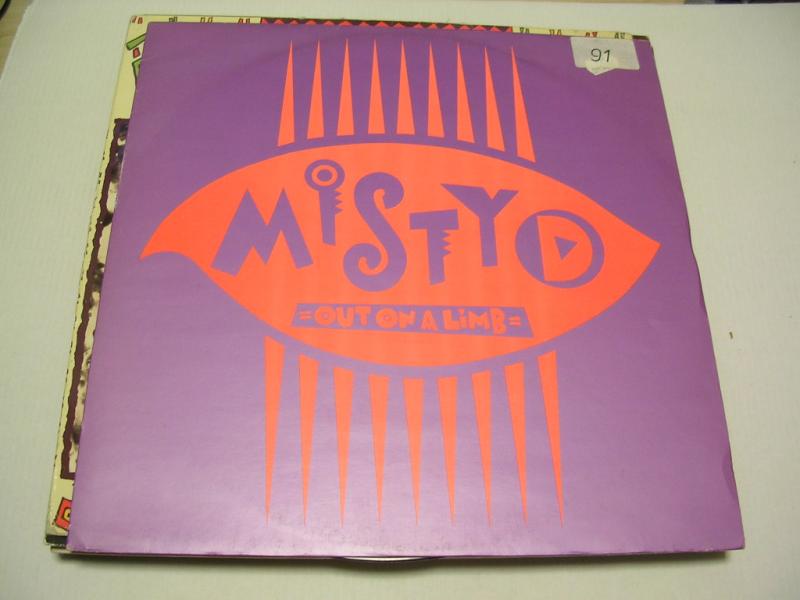 91
MiSTY D
=OUT ON A LiMB=